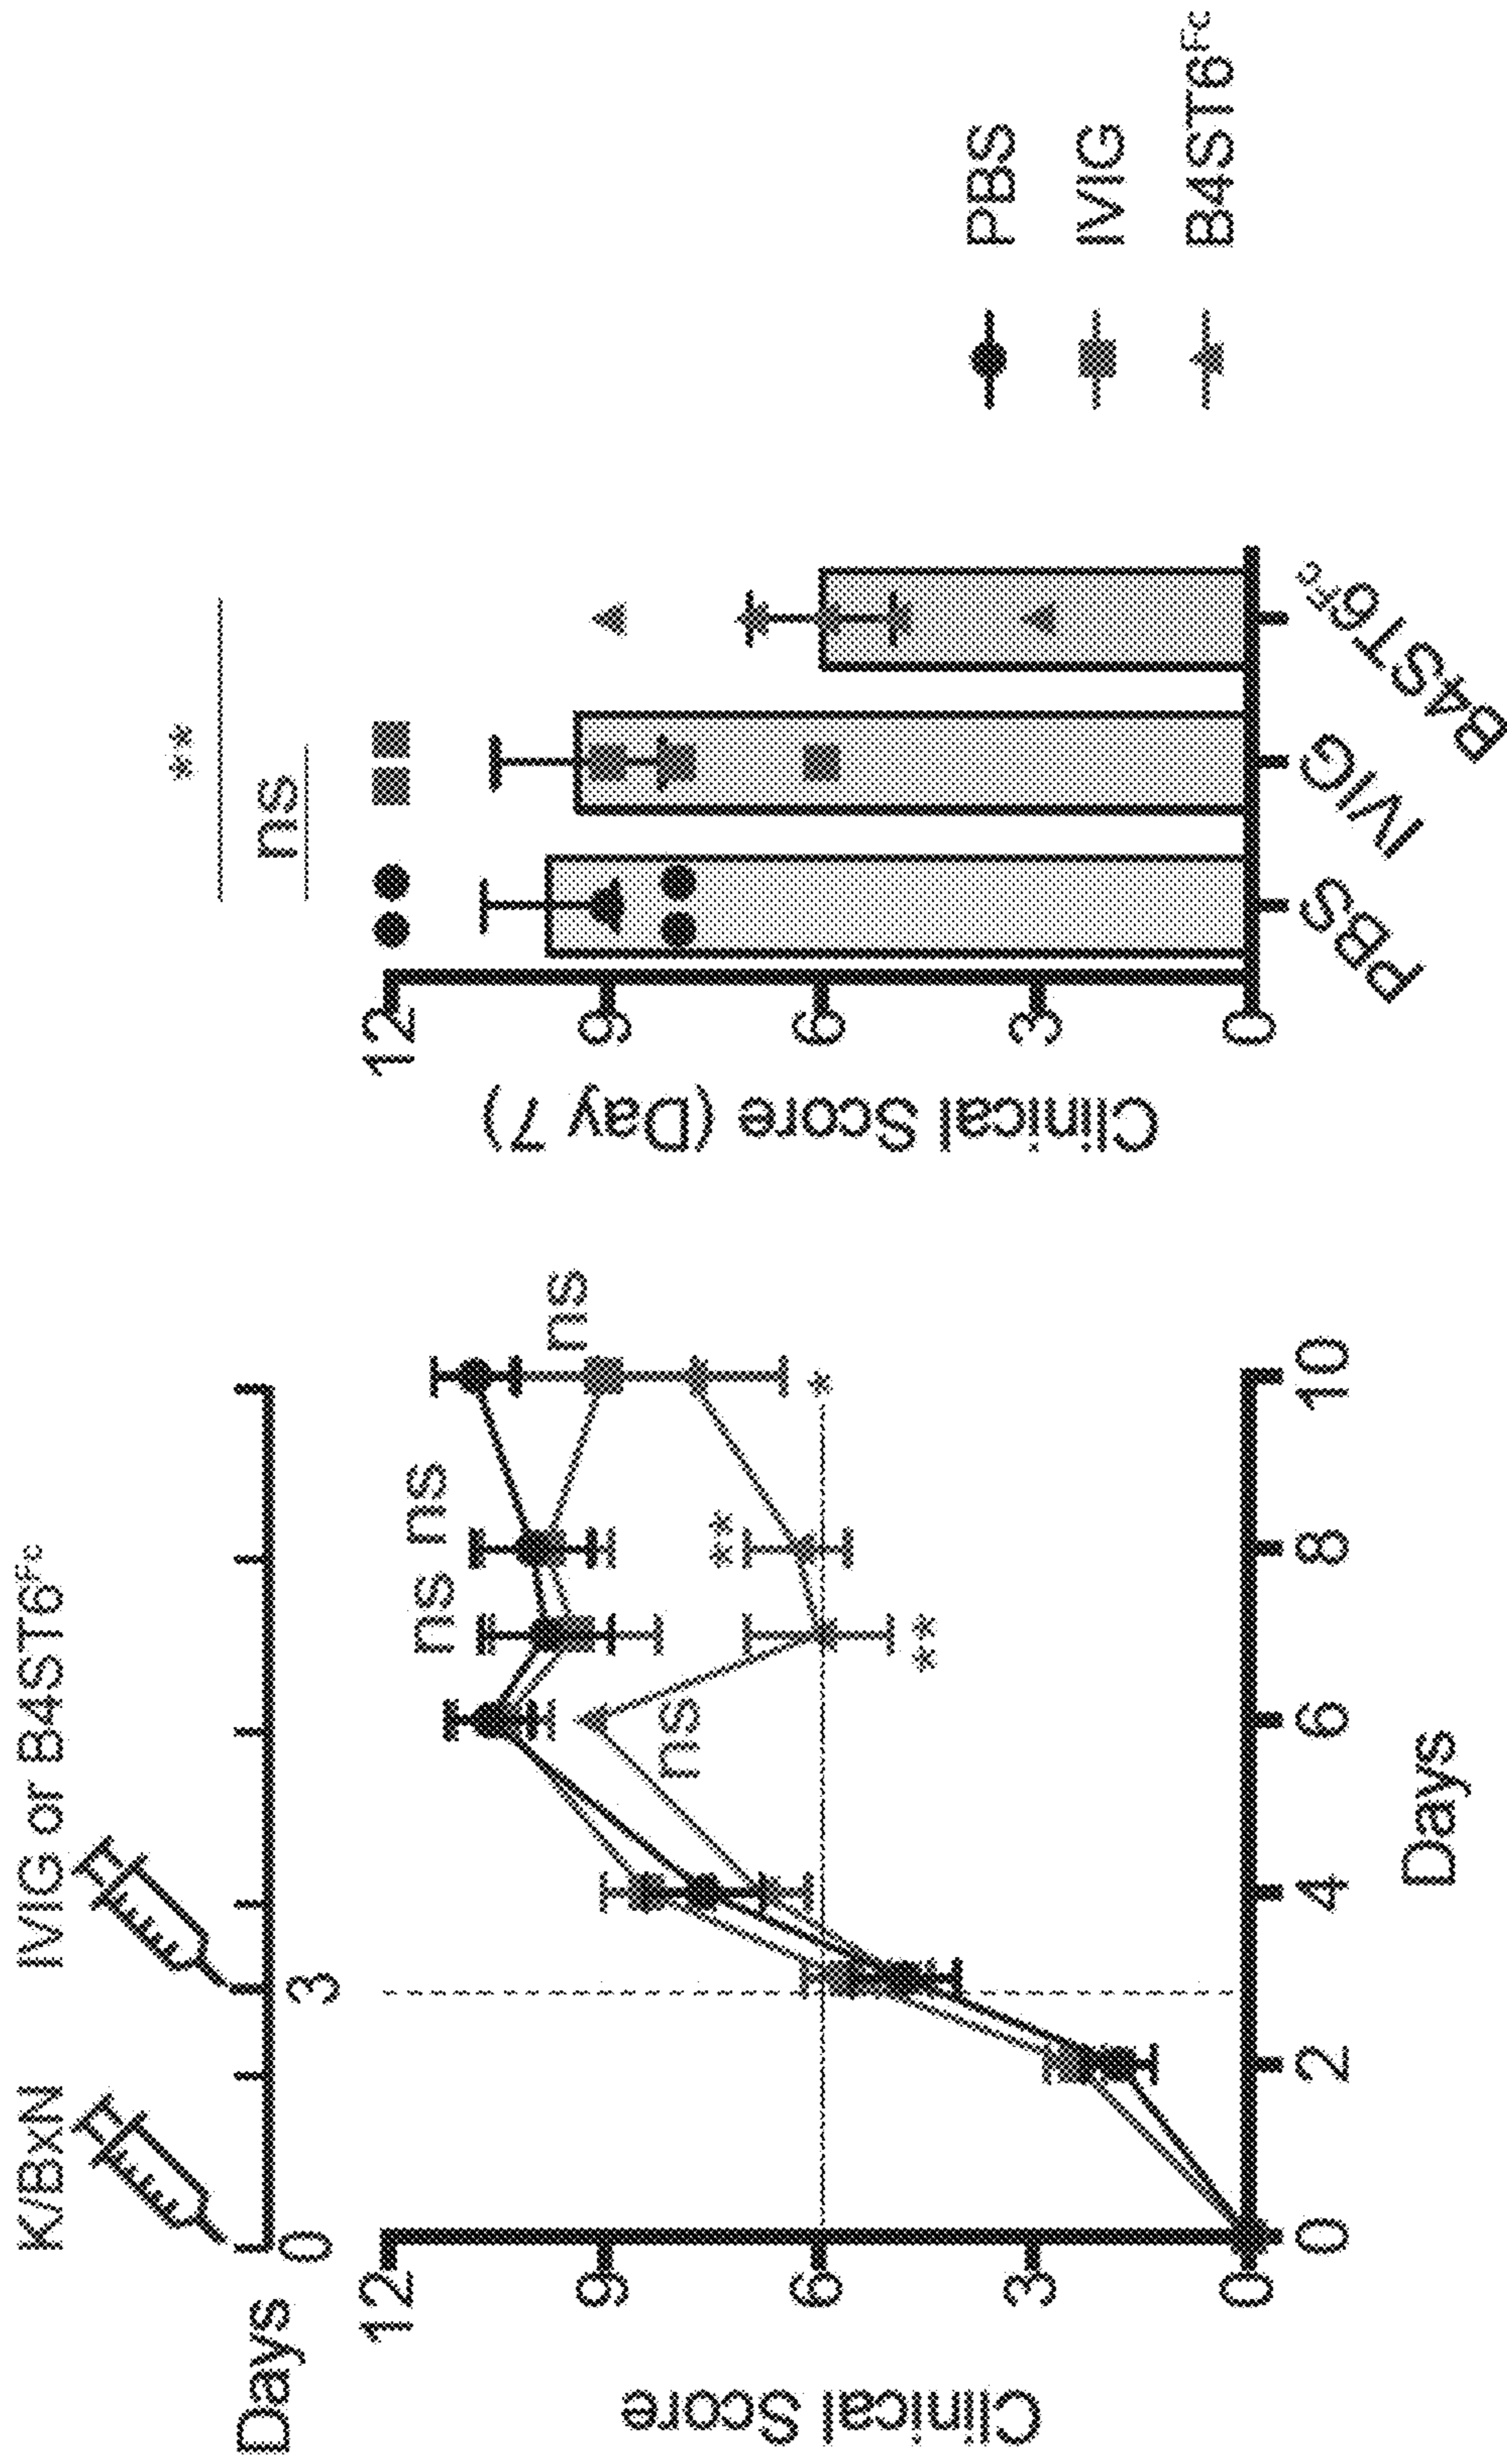 K/BxN
IVIG or B4ST6Fc
Days
0
3
Clinical Score
12
9
6
3
0
ns
ns
ns
ns
**
**
*
0
2
4
6
8
10
Days
Clinical Score (Day 7)
12
9
6
3
0
**
ns
PBS
IVIG
B4ST6Fc
PBS
IVIG
B4ST6Fc